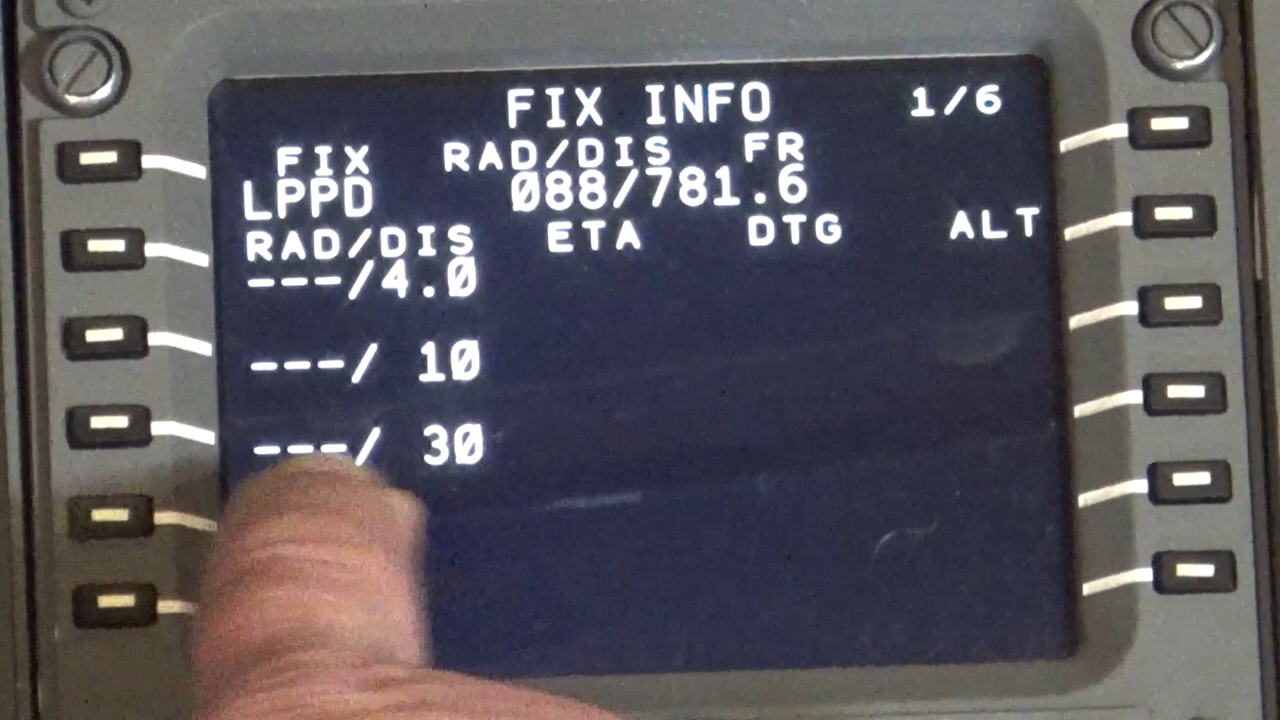 FIX INFO 1/6
FIX RAD/DIS FR
LPPD 088/781.6
RAD/DIS ETA DTG ALT
---/4.0
---/ 10
---/ 30